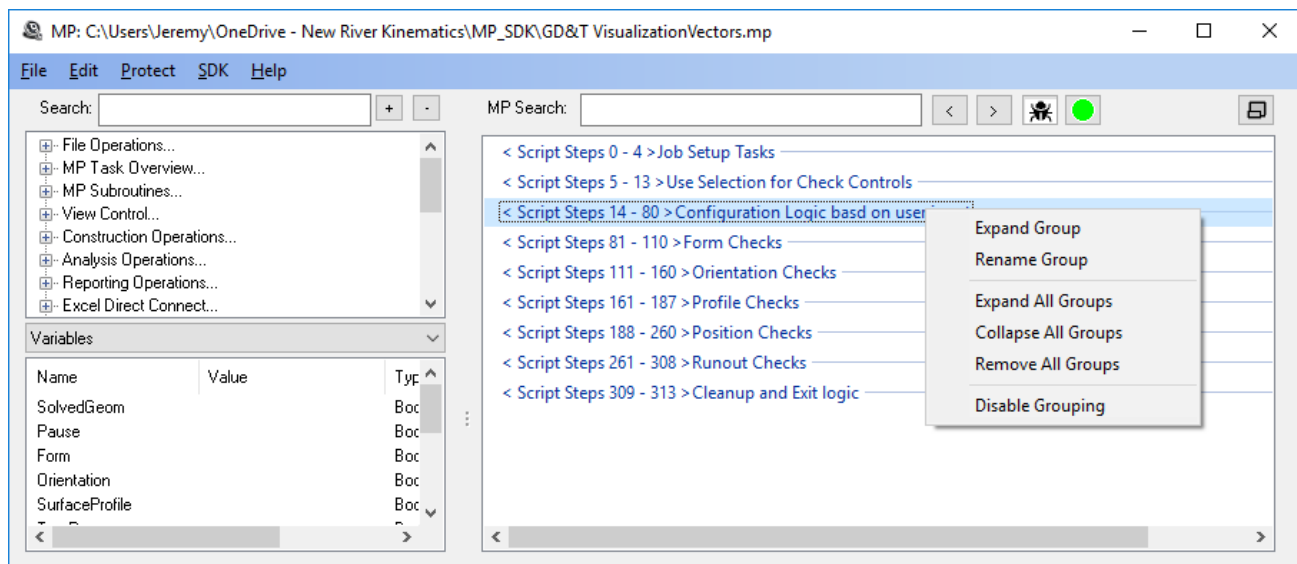 MP: C:\Users\Jeremy\OneDrive - New River Kinematics\MP_SDK\GD&T VisualizationVectors.mp
File Edit Protect SDK Help
Search: + -
File Operations...
MP Task Overview...
MP Subroutines...
View Control...
Construction Operations...
Analysis Operations...
Reporting Operations...
Excel Direct Connect...
Variables
Name Value Typ
SolvedGeom Boo
Pause Boo
Form Boo
Orientation Boo
SurfaceProfile Boo
MP Search: < >
< Script Steps 0 - 4 >Job Setup Tasks
< Script Steps 5 - 13 >Use Selection for Check Controls
< Script Steps 14 - 80 >Configuration Logic basd on user
< Script Steps 81 - 110 >Form Checks
< Script Steps 111 - 160 >Orientation Checks
< Script Steps 161 - 187 >Profile Checks
< Script Steps 188 - 260 >Position Checks
< Script Steps 261 - 308 >Runout Checks
< Script Steps 309 - 313 >Cleanup and Exit logic
Expand Group
Rename Group
Expand All Groups
Collapse All Groups
Remove All Groups
Disable Grouping